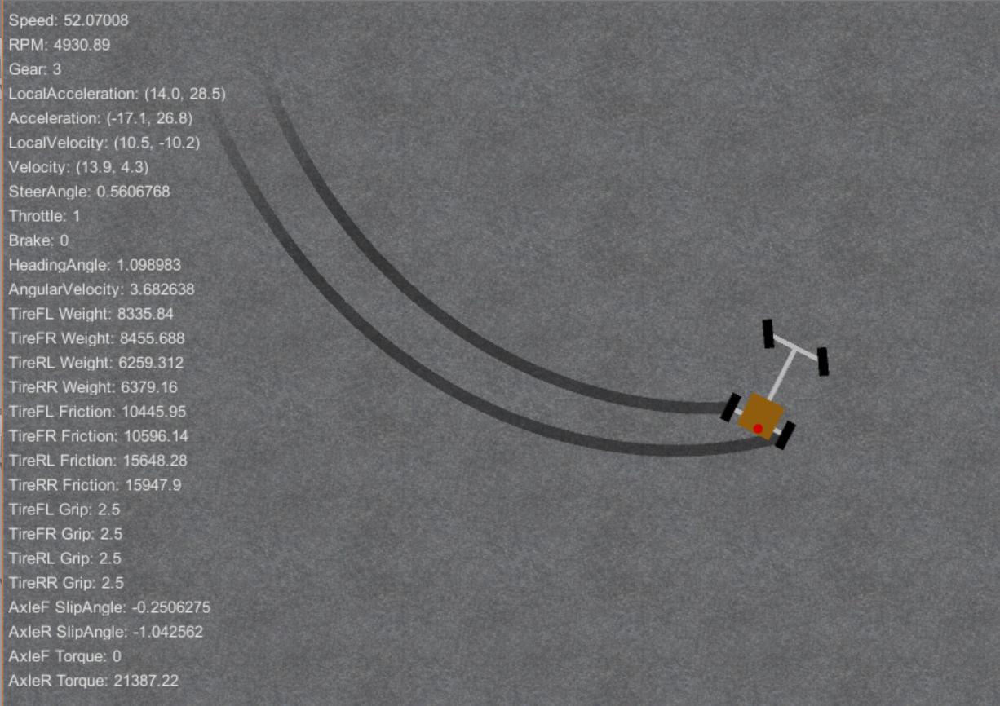 Speed: 52.07008
RPM: 4930.89
Gear: 3
LocalAcceleration: (14.0, 28.5)
Acceleration: (-17.1, 26.8)
LocalVelocity: (10.5, -10.2)
Velocity: (13.9, 4.3)
SteerAngle: 0.5606768
Throttle: 1
Brake: 0
HeadingAngle: 1.098983
AngularVelocity: 3.682638
TireFL Weight: 8335.84
TireFR Weight: 8455.688
TireRL Weight: 6259.312
TireRR Weight: 6379.16
TireFL Friction: 10445.95
TireFR Friction: 10596.14
TireRL Friction: 15648.28
TireRR Friction: 15947.9
TireFL Grip: 2.5
TireFR Grip: 2.5
TireRL Grip: 2.5
TireRR Grip: 2.5
AxleF SlipAngle: -0.2506275
AxleR SlipAngle: -1.042562
AxleF Torque: 0
AxleR Torque: 21387.22